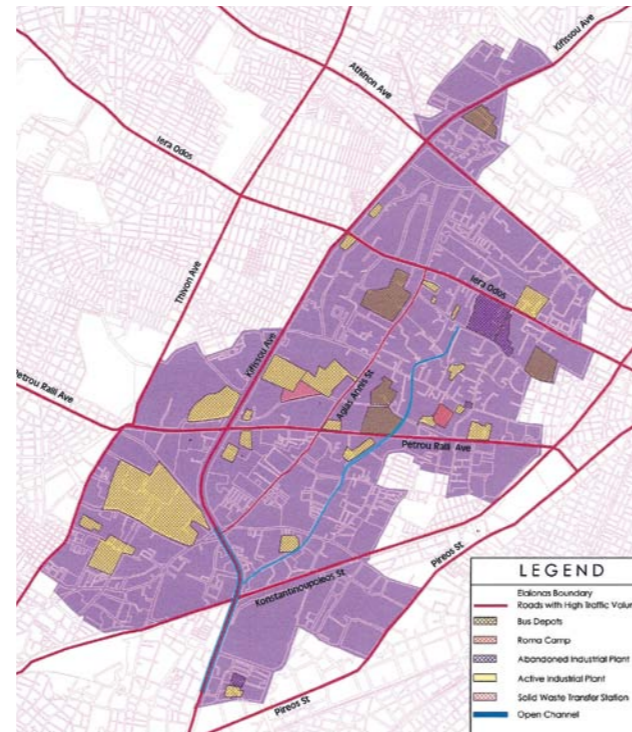 Kifissou Ave
Athinon Ave
Iera Odos
Thivon Ave
Iera Odos
Kifissou Ave
Agias Annis St
Petrou Ralli Ave
Petrou Ralli Ave
Pireos St
Konstantinoupoleos St
Pireos St
LEGEND
Elaionas Boundary
Roads with High Traffic Volum
Bus Depots
Roma Camp
Abandoned Industrial Plant
Active Industrial Plant
Solid Waste Transfer Station
Open Channel